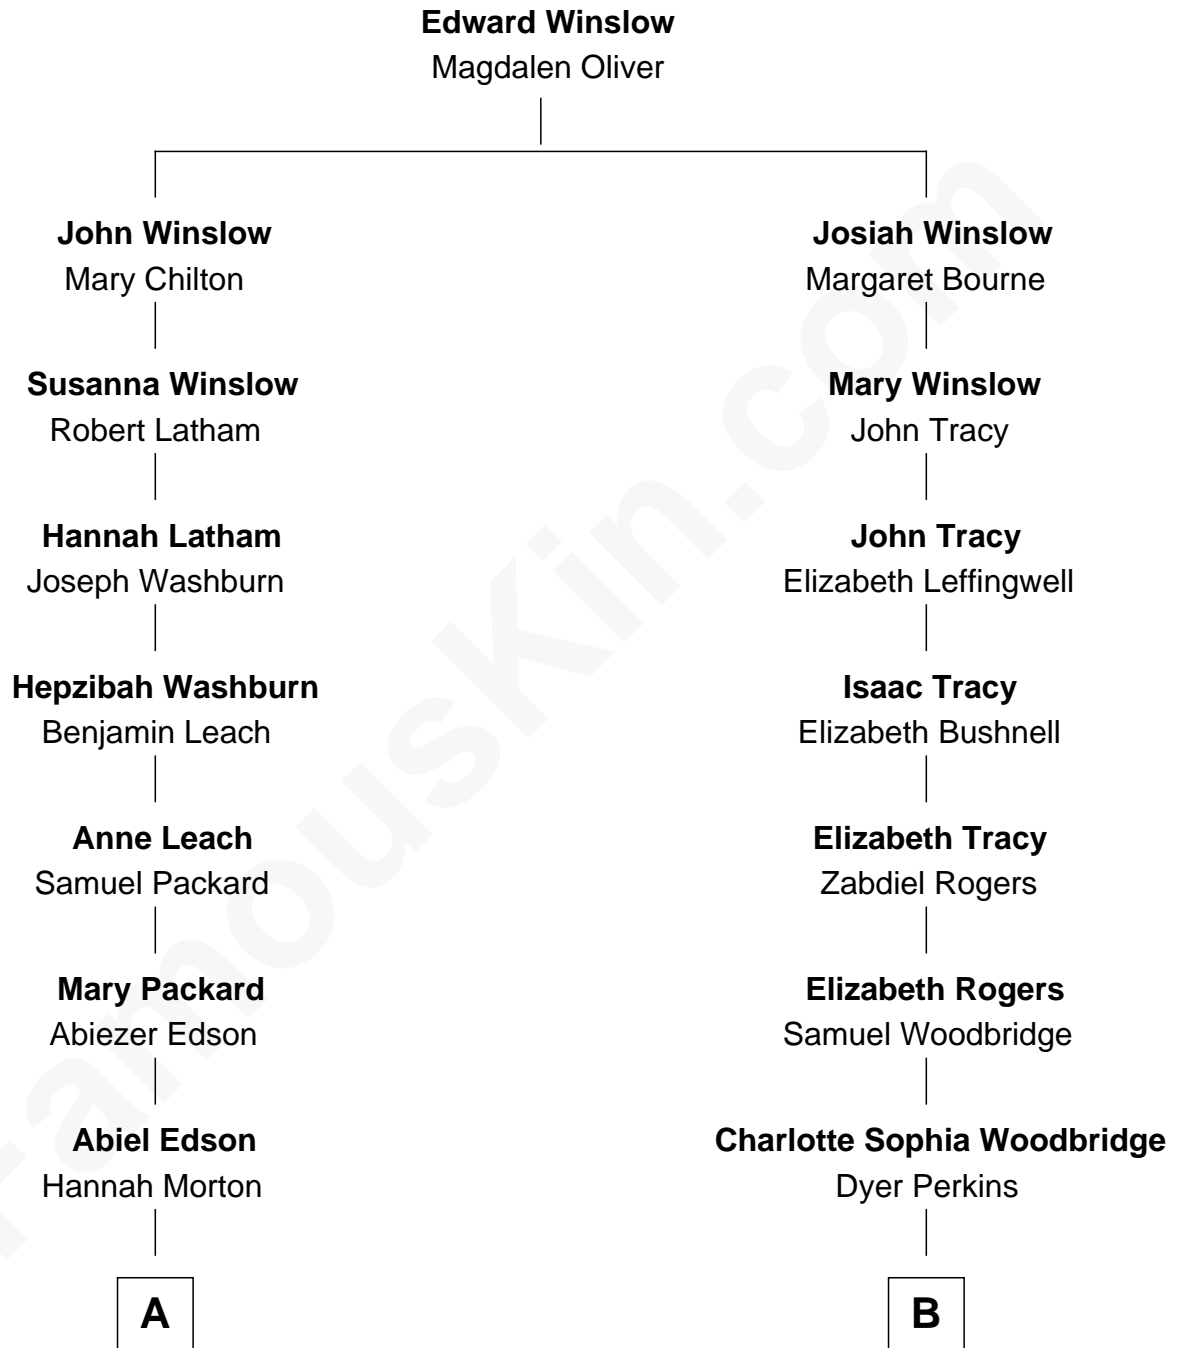 Edward Winslow
Magdalen Oliver
John Winslow
Mary Chilton
Josiah Winslow
Margaret Bourne
Susanna Winslow
Robert Latham
Mary Winslow
John Tracy
Hannah Latham
Joseph Washburn
John Tracy
Elizabeth Leffingwell
Hepzibah Washburn
Benjamin Leach
Isaac Tracy
Elizabeth Bushnell
Anne Leach
Samuel Packard
Elizabeth Tracy
Zabdiel Rogers
Mary Packard
Abiezer Edson
Elizabeth Rogers
Samuel Woodbridge
Abiel Edson
Hannah Morton
Charlotte Sophia Woodbridge
Dyer Perkins
A
B
FamousKin.com